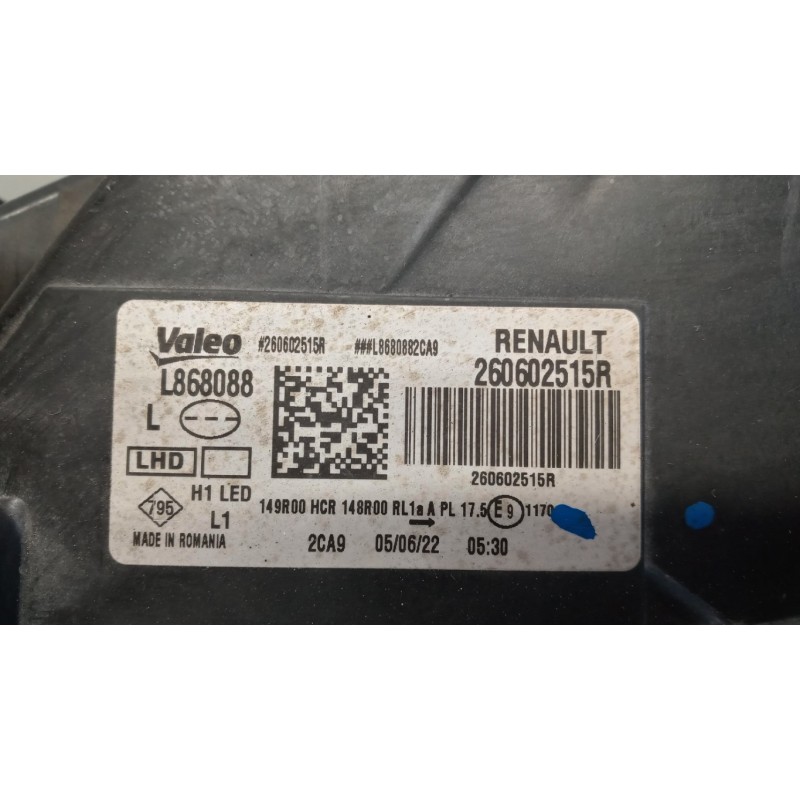 Valeo #260602515R ###L8680882CA9 RENAULT
L868088 260602515R
L
LHD 260602515R
H1 LED
795 L1 149R00 HCR 148R00 RL1a A PL 17.5 E9 1170
MADE IN ROMANIA 2CA9 05/06/22 05:30